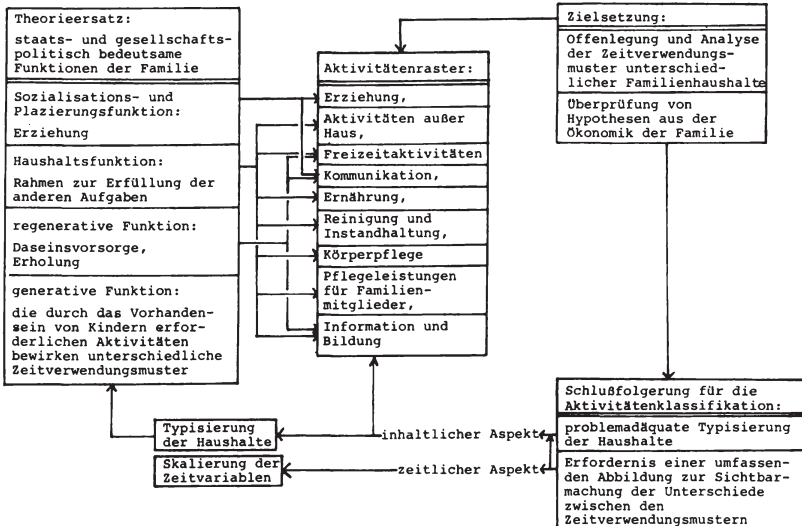 Theorieersatz:
staats- und gesellschafts-
politisch bedeutsame
Funktionen der Familie
Sozialisations- und
Plazierungsfunktion:
Erziehung
Haushaltsfunktion:
Rahmen zur Erfüllung der
anderen Aufgaben
regenerative Funktion:
Daseinsvorsorge,
Erholung
generative Funktion:
die durch das Vorhanden-
sein von Kindern erfor-
derlichen Aktivitäten
bewirken unterschiedliche
Zeitverwendungsmuster
Aktivitätenraster:
Erziehung,
Aktivitäten außer
Haus,
Freizeitaktivitäten
Kommunikation,
Ernährung,
Reinigung und
Instandhaltung,
Körperpflege
Pflegeleistungen
für Familien-
mitglieder,
Information und
Bildung
Zielsetzung:
Offenlegung und Analyse
der Zeitverwendungs-
muster unterschied-
licher Familienhaushalte
Überprüfung von
Hypothesen aus der
Ökonomik der Familie
Schlußfolgerung für die
Aktivitätenklassifikation:
problemadäquate Typisierung
der Haushalte
Erfordernis einer umfassen-
den Abbildung zur Sichtbar-
machung der Unterschiede
zwischen den
Zeitverwendungsmustern
inhaltlicher Aspekt
zeitlicher Aspekt
Typisierung
der Haushalte
Skalierung der
Zeitvariablen